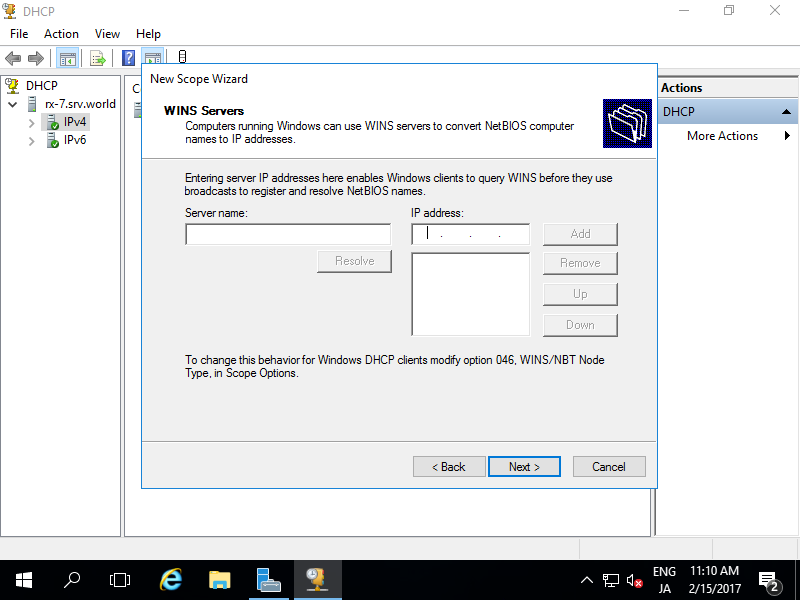 DHCP
File Action View Help
?
DHCP
rx-7.srv.world
IPv4
IPv6
New Scope Wizard
WINS Servers
Computers running Windows can use WINS servers to convert NetBIOS computer
names to IP addresses.
Entering server IP addresses here enables Windows clients to query WINS before they use
broadcasts to register and resolve NetBIOS names.
Server name:
IP address:
. . .
Add
Resolve
Remove
Up
Down
To change this behavior for Windows DHCP clients modify option 046, WINS/NBT Node
Type, in Scope Options.
< Back
Next >
Cancel
Actions
DHCP
More Actions
ENG
JA
11:10 AM
2/15/2017
2